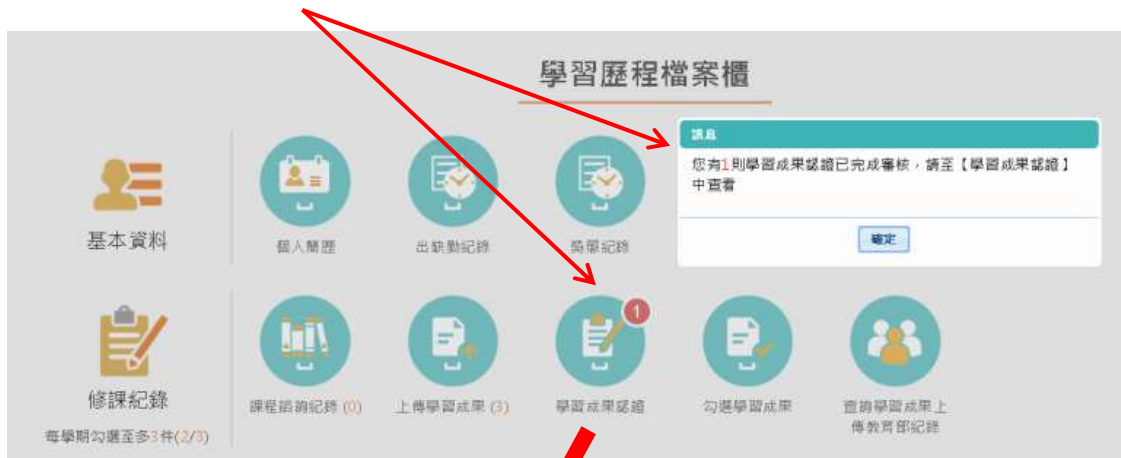 學習歷程檔案櫃
訊息
您有1則學習成果認證已完成審核，請至【學習成果認證】
中查看
確定
基本資料
個人簡歷
出缺勤紀錄
獎懲紀錄
1
修課紀錄
每學期勾選至多3件(2/3)
課程諮詢紀錄 (0)
上傳學習成果 (3)
學習成果認證
勾選學習成果
查詢學習成果上
傳教育部紀錄